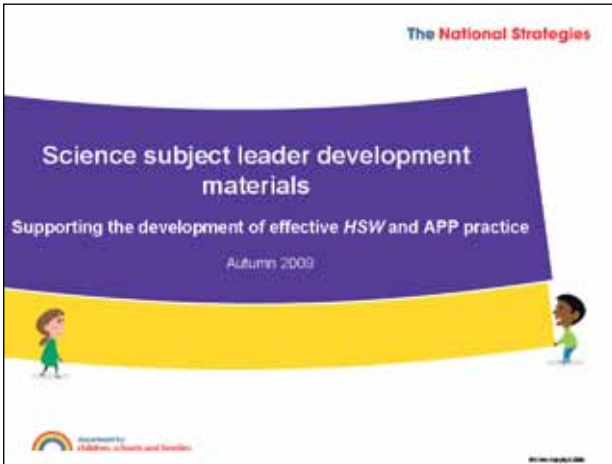 The National Strategies
Science subject leader development
materials
Supporting the development of effective HSW and APP practice
Autumn 2009
department for
children, schools and families